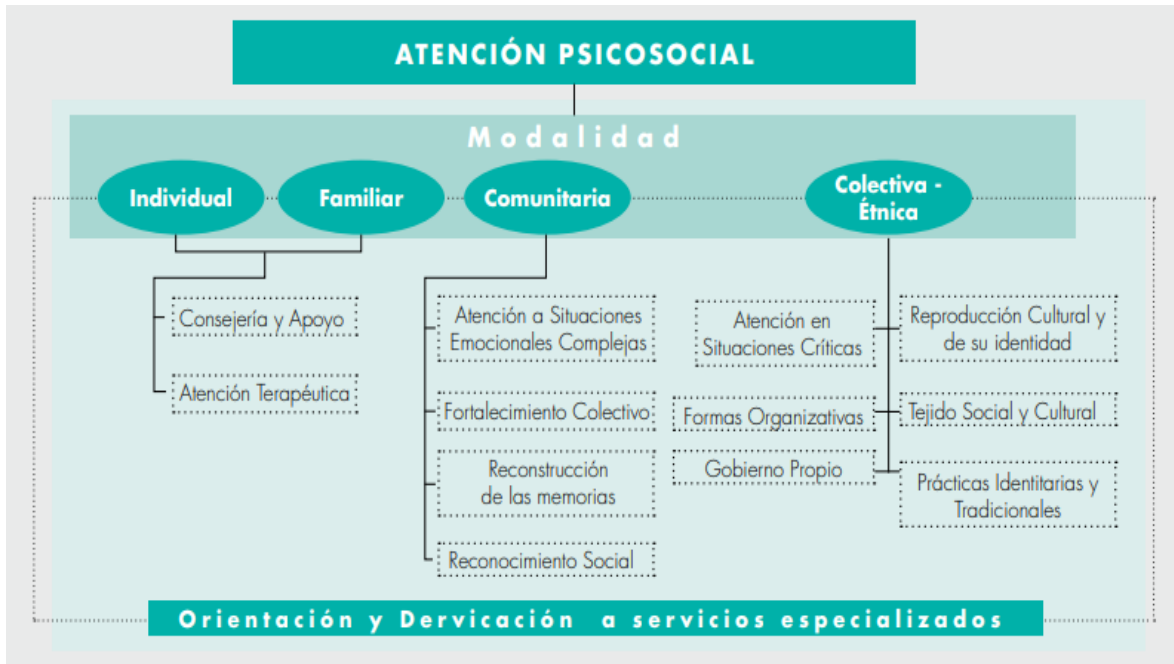 ATENCIÓN PSICOSOCIAL
Modalidad
Individual
Familiar
Comunitaria
Colectiva -
Étnica
Consejería y Apoyo
Atención Terapéutica
Atención a Situaciones
Emocionales Complejas
Fortalecimiento Colectivo
Reconstrucción
de las memorias
Reconocimiento Social
Atención en
Situaciones Críticas
Formas Organizativas
Gobierno Propio
Reproducción Cultural y
de su identidad
Tejido Social y Cultural
Prácticas Identitarias y
Tradicionales
Orientación y Dervicación a servicios especializados